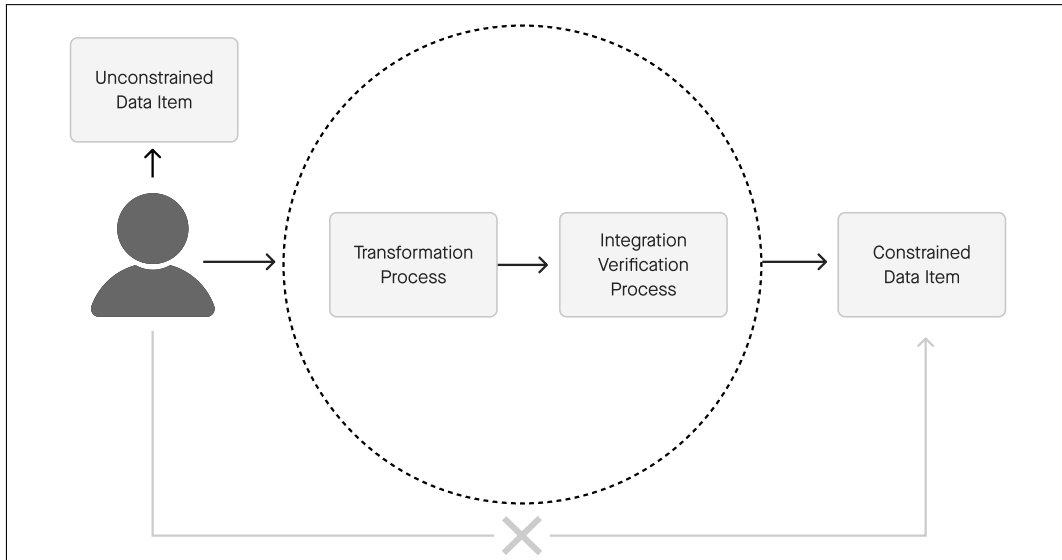 Unconstrained
Data Item
Transformation
Process
Integration
Verification
Process
Constrained
Data Item